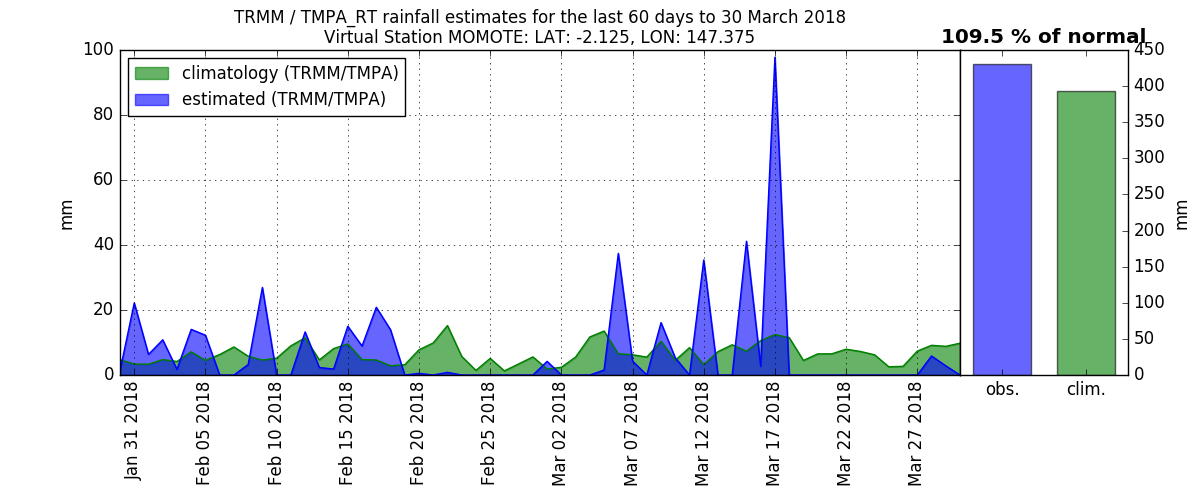 TRMM / TMPA_RT rainfall estimates for the last 60 days to 30 March 2018
Virtual Station MOMOTE: LAT: -2.125, LON: 147.375
109.5 % of normal
climatology (TRMM/TMPA)
estimated (TRMM/TMPA)
mm
100
80
60
40
20
0
Jan 31 2018
Feb 05 2018
Feb 10 2018
Feb 15 2018
Feb 20 2018
Feb 25 2018
Mar 02 2018
Mar 07 2018
Mar 12 2018
Mar 17 2018
Mar 22 2018
Mar 27 2018
obs.
clim.
450
400
350
300
250
200
150
100
50
0
mm